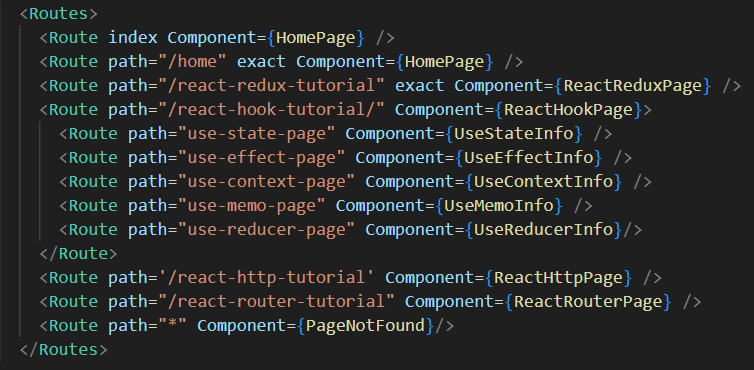 <Routes>
<Route index Component={HomePage} />
<Route path="/home" exact Component={HomePage} />
<Route path="/react-redux-tutorial" exact Component={ReactReduxPage} />
<Route path="/react-hook-tutorial/" Component={ReactHookPage}>
<Route path="use-state-page" Component={UseStateInfo} />
<Route path="use-effect-page" Component={UseEffectInfo} />
<Route path="use-context-page" Component={UseContextInfo} />
<Route path="use-memo-page" Component={UseMemoInfo} />
<Route path="use-reducer-page" Component={UseReducerInfo}/>
</Route>
<Route path='/react-http-tutorial' Component={ReactHttpPage} />
<Route path="/react-router-tutorial" Component={ReactRouterPage} />
<Route path="*" Component={PageNotFound}/>
</Routes>